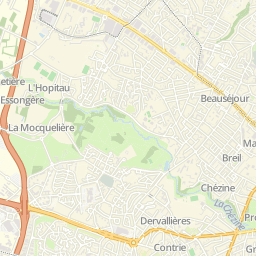 L'Hopitau
Essongère
Beauséjour
La Mocquelière
Breil
Chézine
La Chézine
Dervallières
Contrie